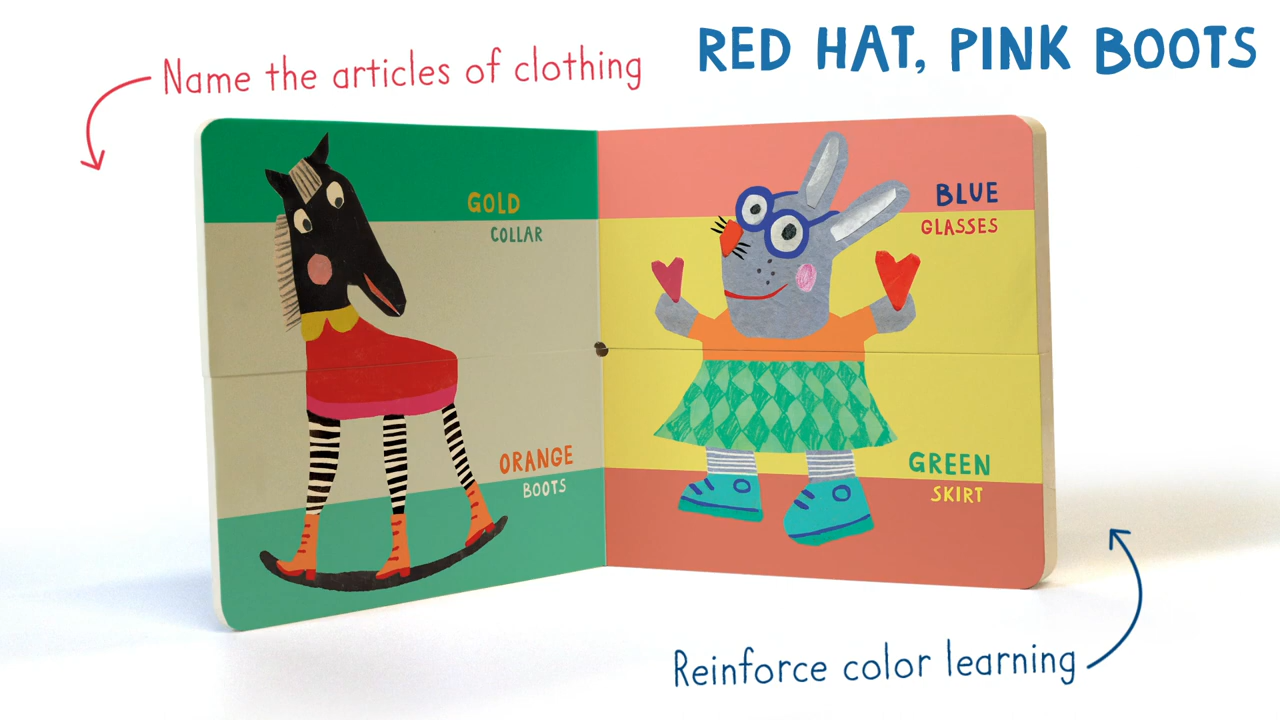 RED HAT, PINK BOOTS
Name the articles of clothing
GOLD
COLLAR
ORANGE
BOOTS
BLUE
GLASSES
GREEN
SKIRT
Reinforce color learning